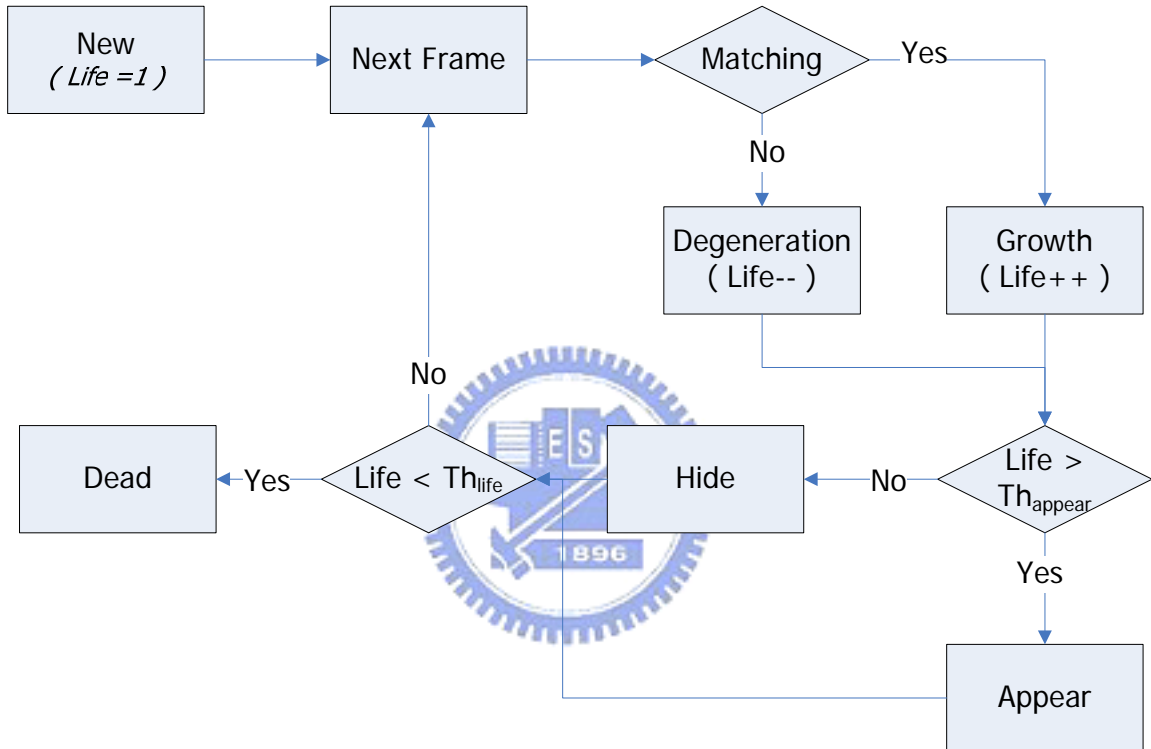 New
( Life =1 )
Next Frame
Matching
Yes
No
Degeneration
( Life-- )
Growth
( Life++ )
No
Dead
Yes
Life < Thlife
Hide
No
Life >
Thappear
ES
1896
Yes
Appear